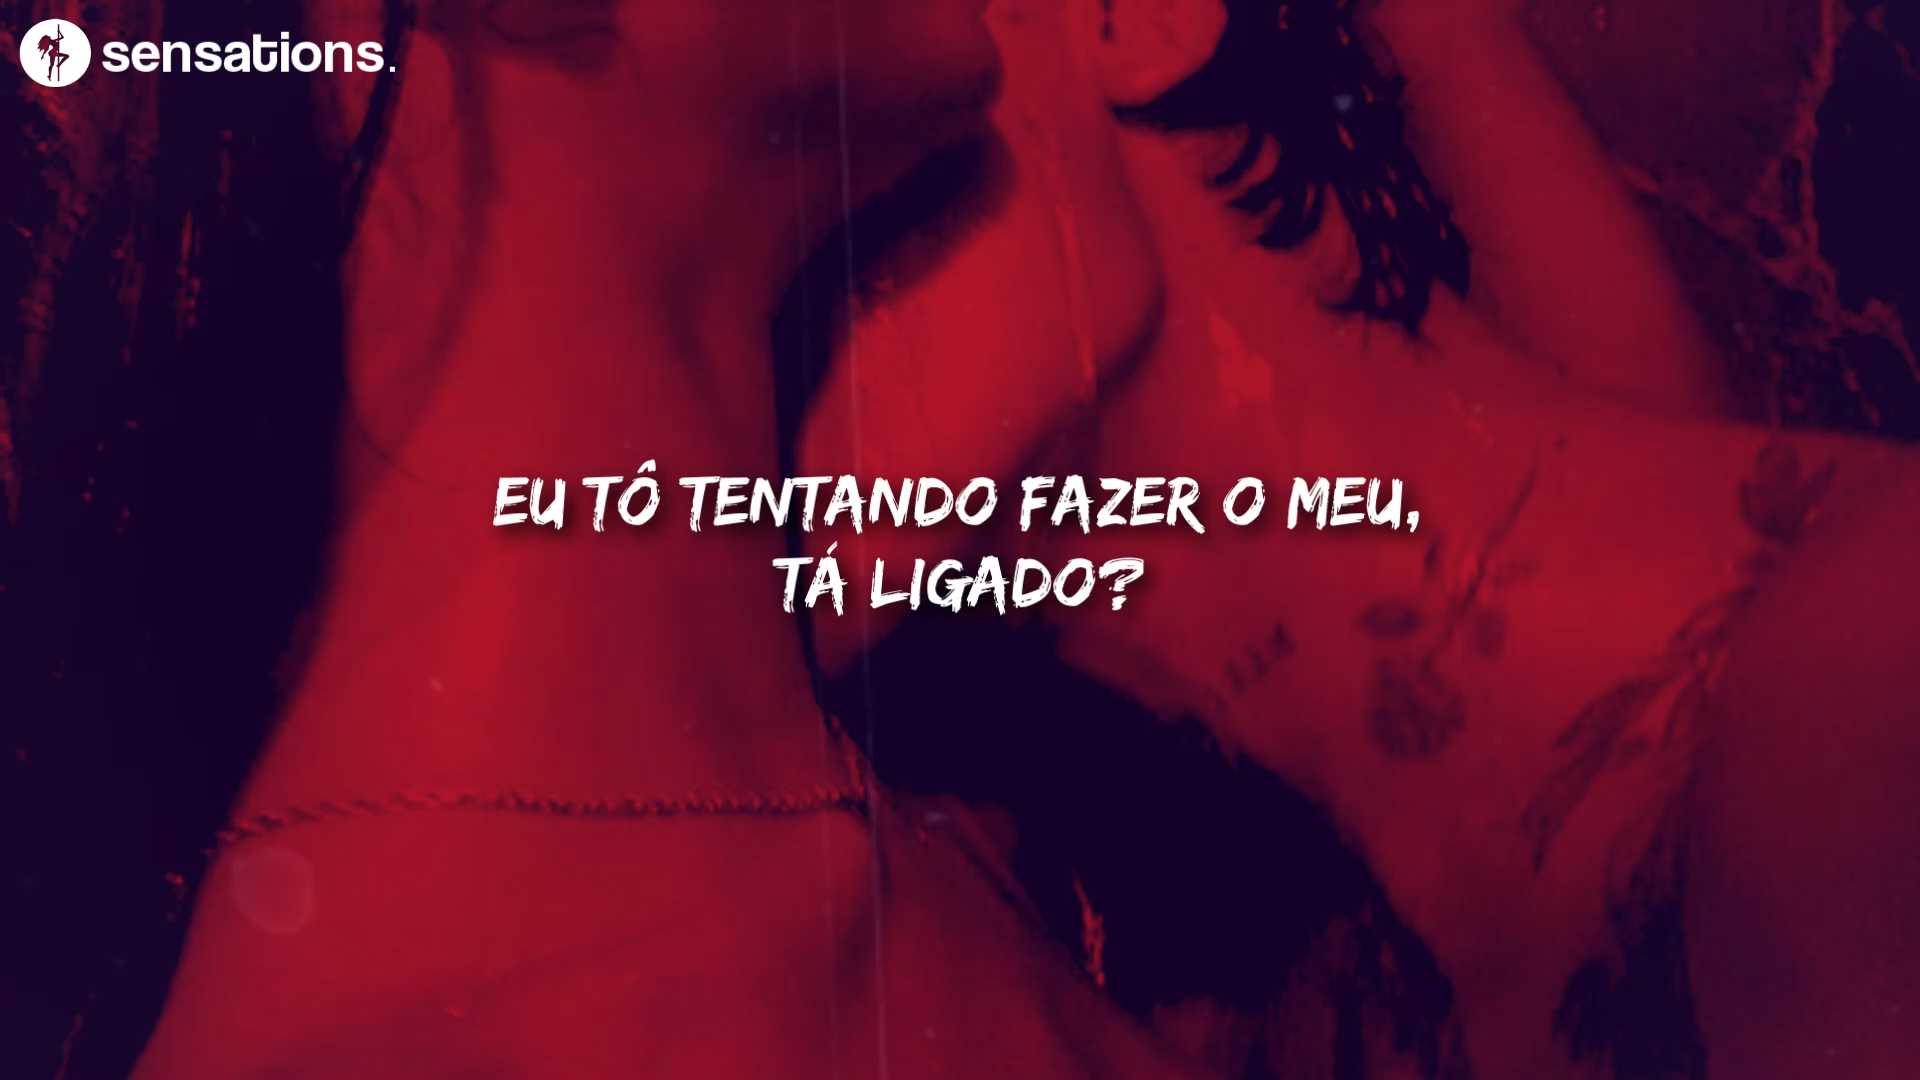 sensations.
EU TÔ TENTANDO FAZER O MEU,
TÁ LIGADO?